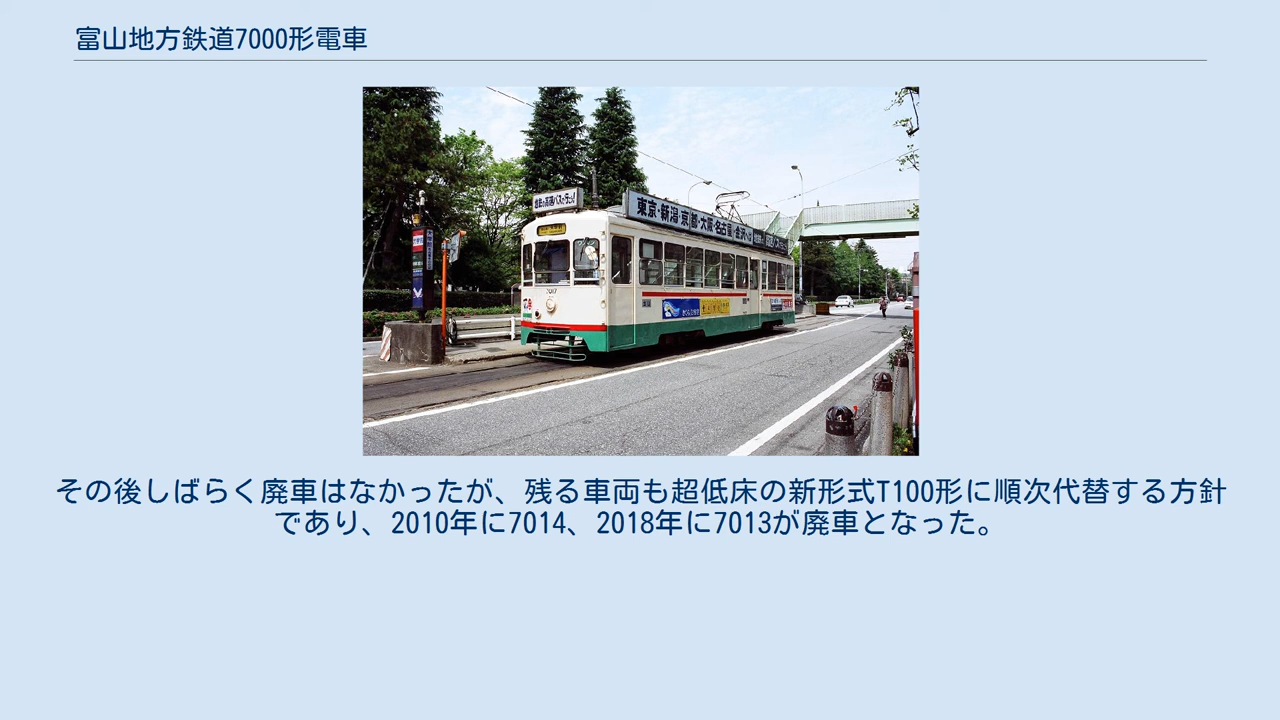 富山地方鉄道7000形電車
東京·新潟·京都·大阪·名古屋·金沢へは
その後しばらく廃車はなかったが、残る車両も超低床の新形式T100形に順次代替する方針
であり、2010年に7014、2018年に7013が廃車となった。